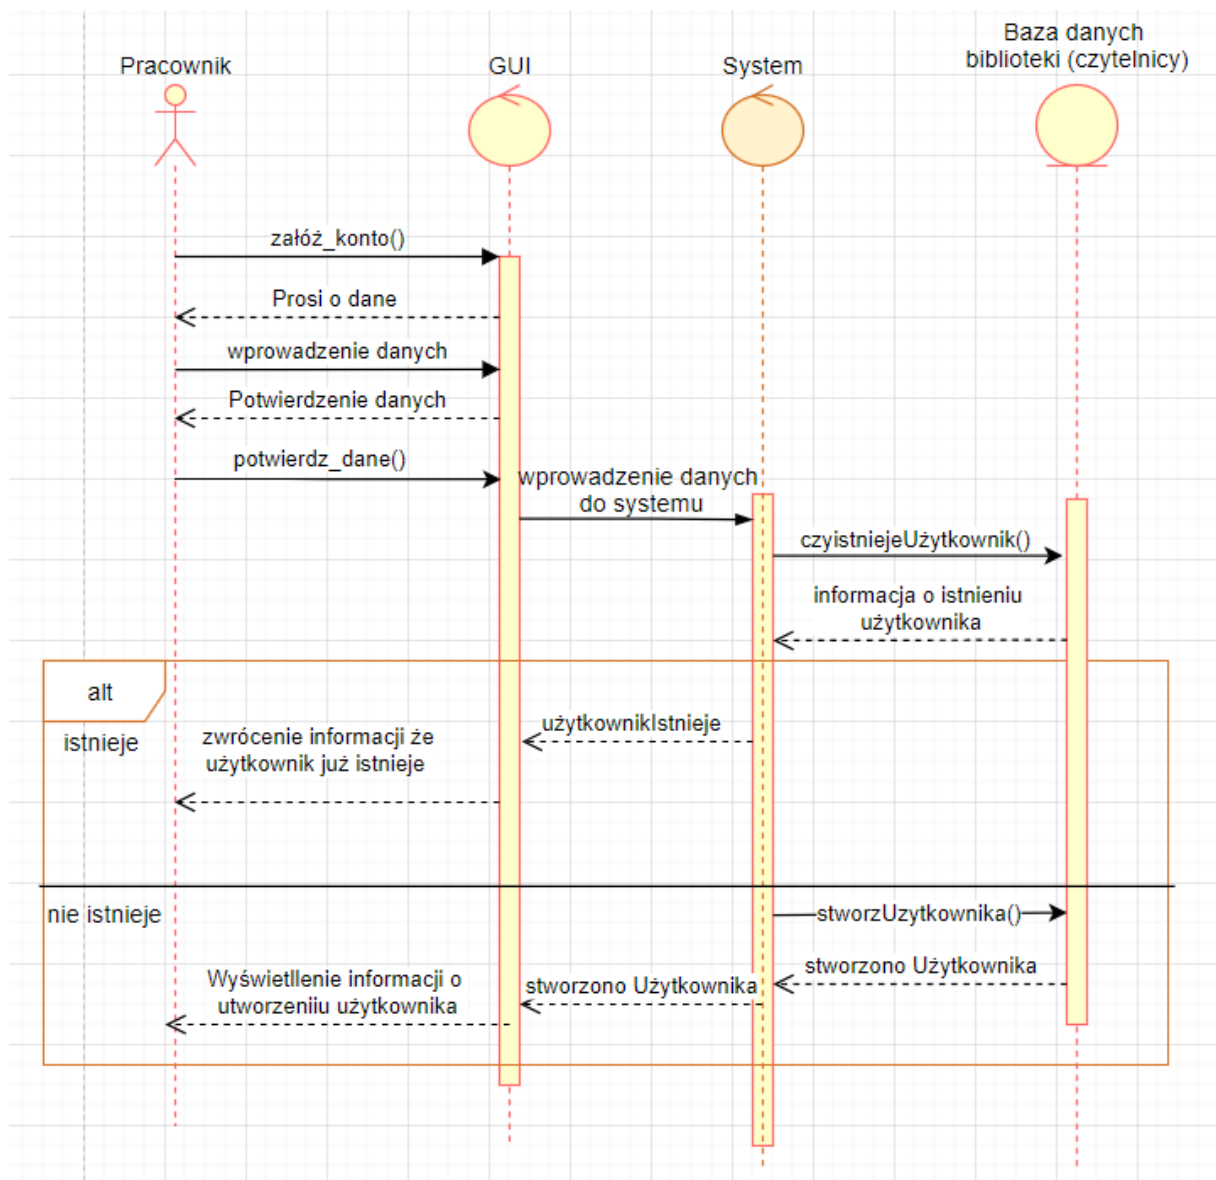 Pracownik
GUI
System
Baza danych
biblioteki (czytelnicy)
załóż_konto()
Prosi o dane
wprowadzenie danych
Potwierdzenie danych
potwierdz_dane()
wprowadzenie danych
do systemu
czyistniejeUżytkownik()
informacja o istnieniu
użytkownika
alt
istnieje
użytkownikIstnieje
zwrócenie informacji że
użytkownik już istnieje
nie istnieje
stworzUzytkownika()
stworzono Użytkownika
stworzono Użytkownika
Wyświetllenie informacji o
utworzeniiu użytkownika